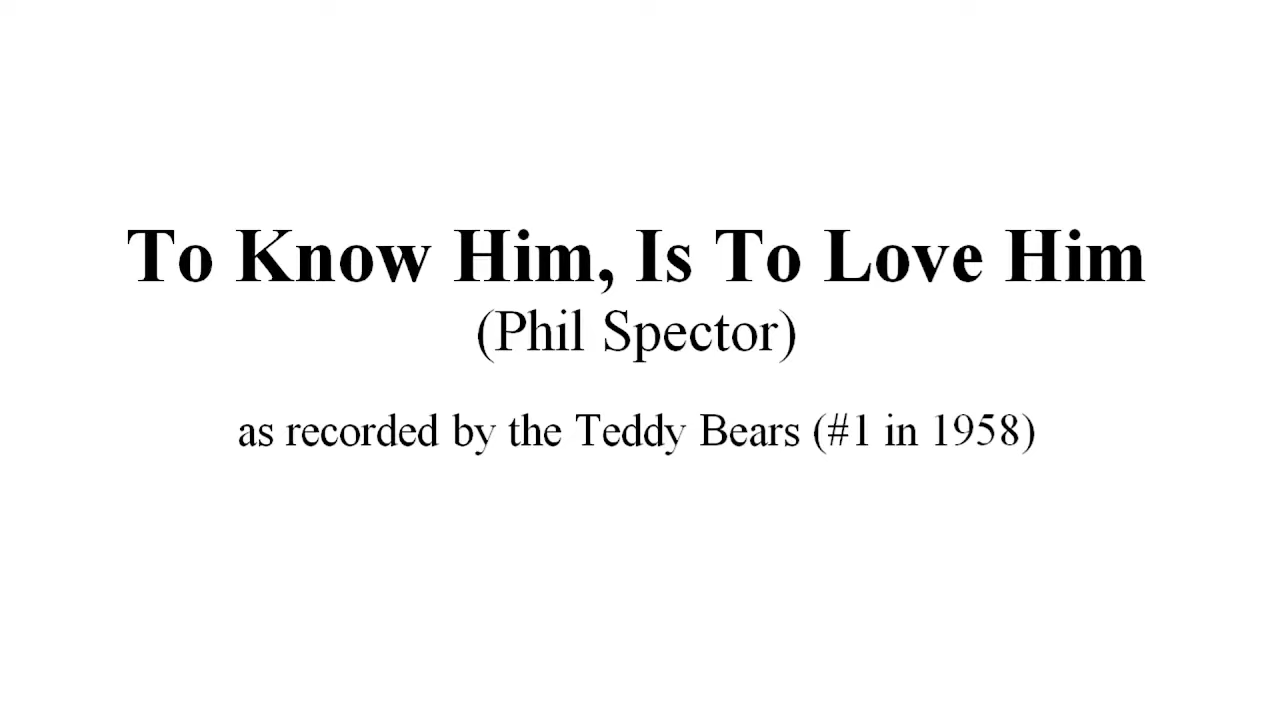 To Know Him, Is To Love Him
(Phil Spector)
as recorded by the Teddy Bears (#1 in 1958)